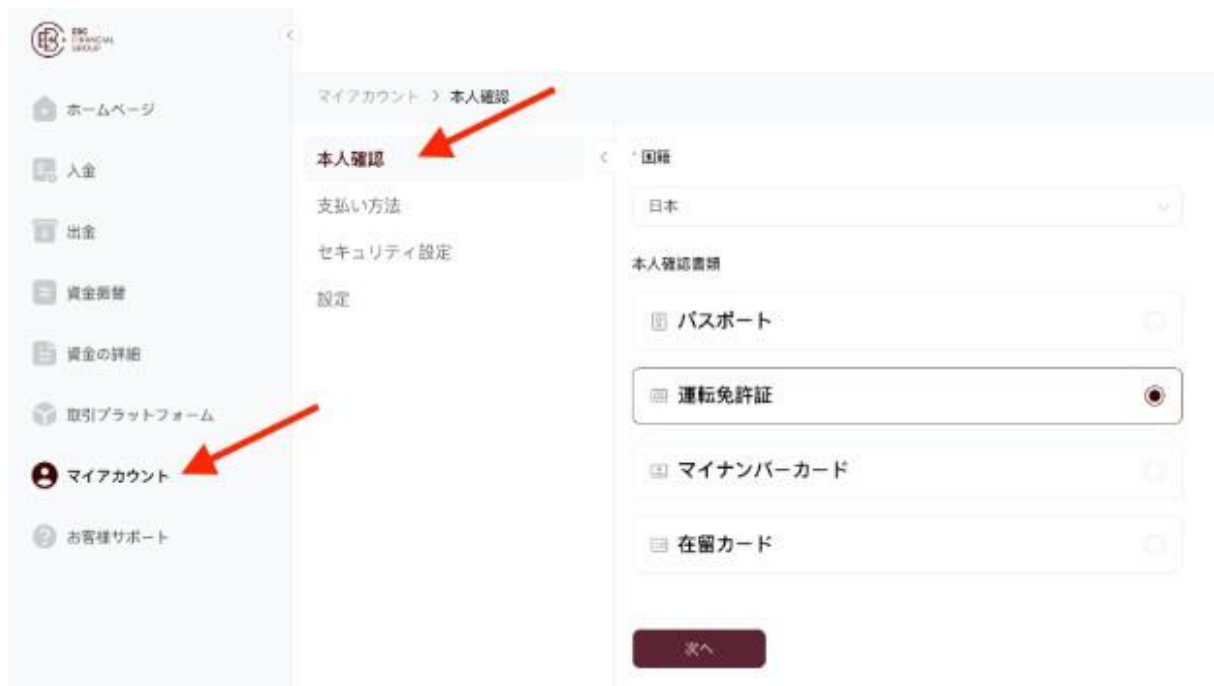 EBC
FINANCIAL
GROUP
ホームページ
入金
出金
資金振替
資金の詳細
取引プラットフォーム
マイアカウント
お客様サポート
マイアカウント > 本人確認
本人確認
支払い方法
セキュリティ設定
設定
* 国籍
日本
本人確認書類
パスポート
運転免許証
マイナンバーカード
在留カード
次へ